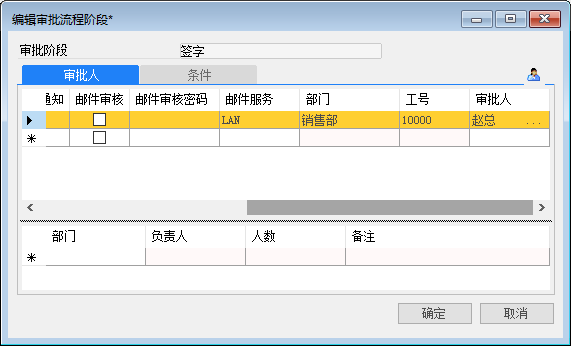 编辑审批流程阶段*
审批阶段 签字
审批人 条件
通知 邮件审核 邮件审核密码 邮件服务 部门 工号 审批人
LAN 销售部 10000 赵总 ...
部门 负责人 人数 备注
确定 取消